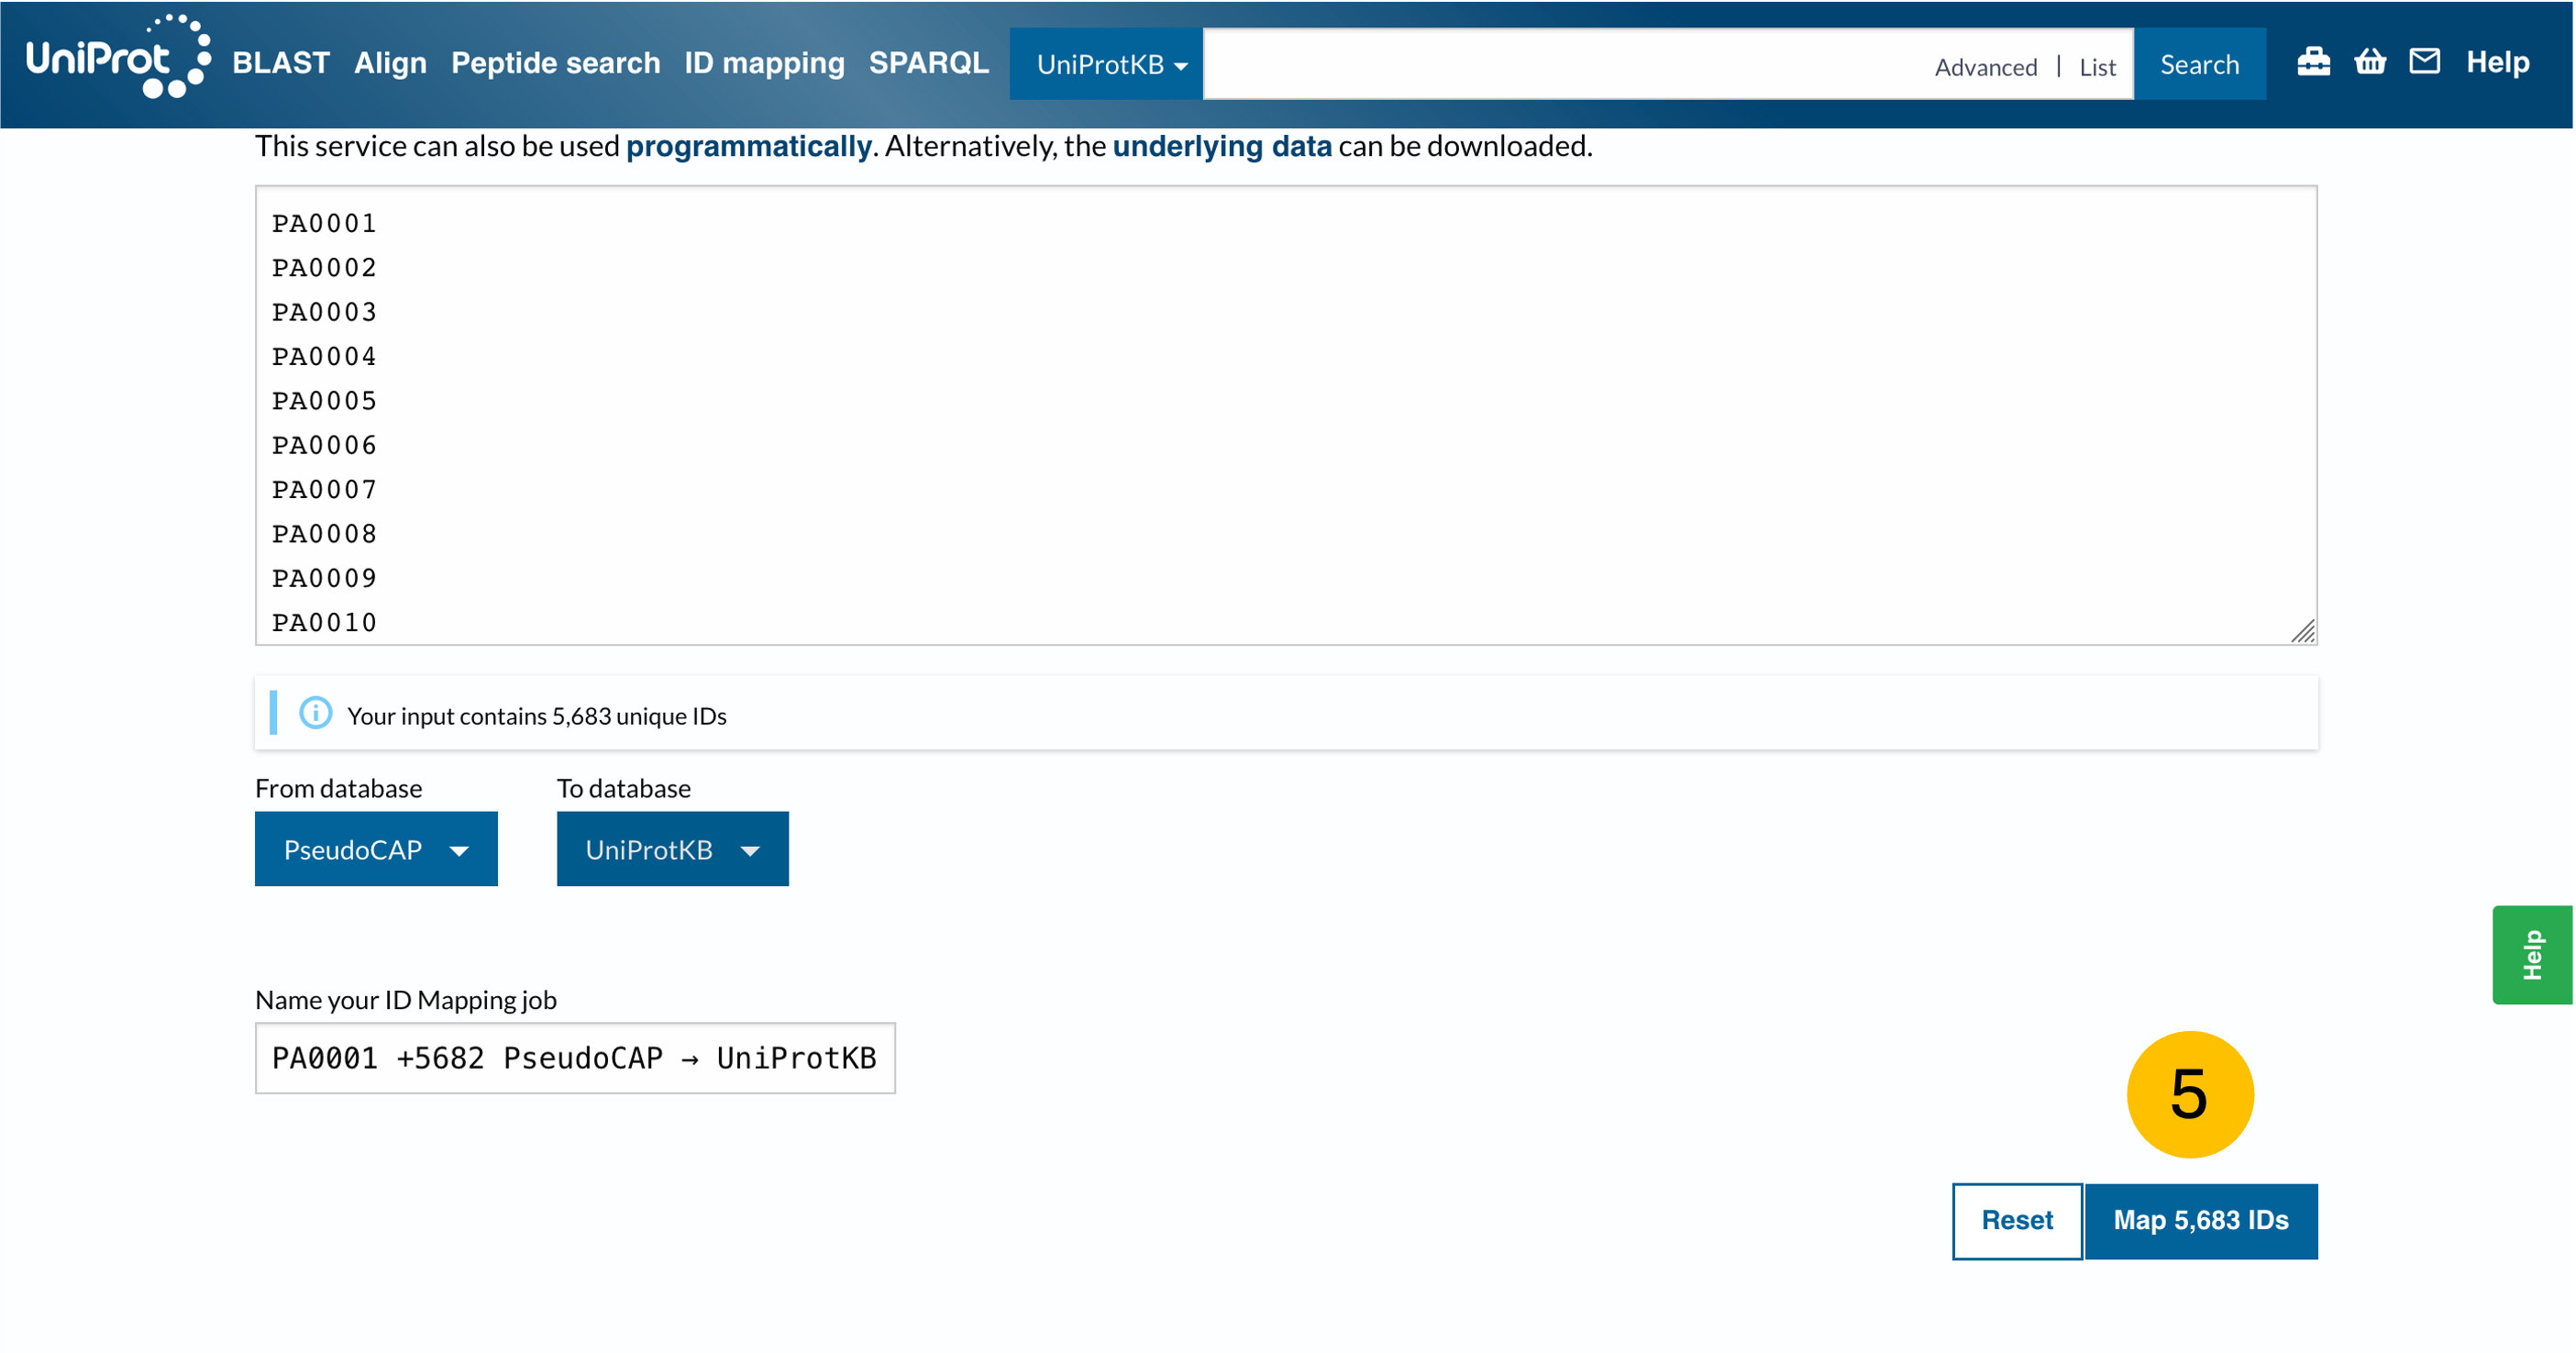 UniProt BLAST Align Peptide search ID mapping SPARQL UniProtKB Advanced | List Search Help
This service can also be used programmatically. Alternatively, the underlying data can be downloaded.
PA0001
PA0002
PA0003
PA0004
PA0005
PA0006
PA0007
PA0008
PA0009
PA0010
Your input contains 5,683 unique IDs
From database To database
PseudoCAP UniProtKB
Help
Name your ID Mapping job
PA0001 +5682 PseudoCAP → UniProtKB
5
Reset Map 5,683 IDs